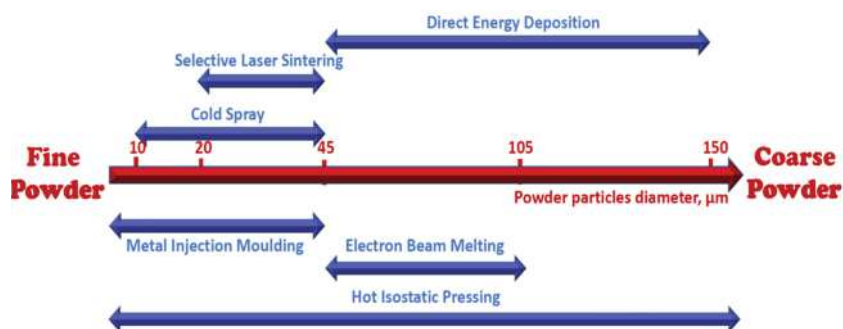 Direct Energy Deposition
Selective Laser Sintering
Cold Spray
10 20 45 105 150
Fine
Powder
Coarse
Powder
Powder particles diameter, μm
Metal Injection Moulding
Electron Beam Melting
Hot Isostatic Pressing